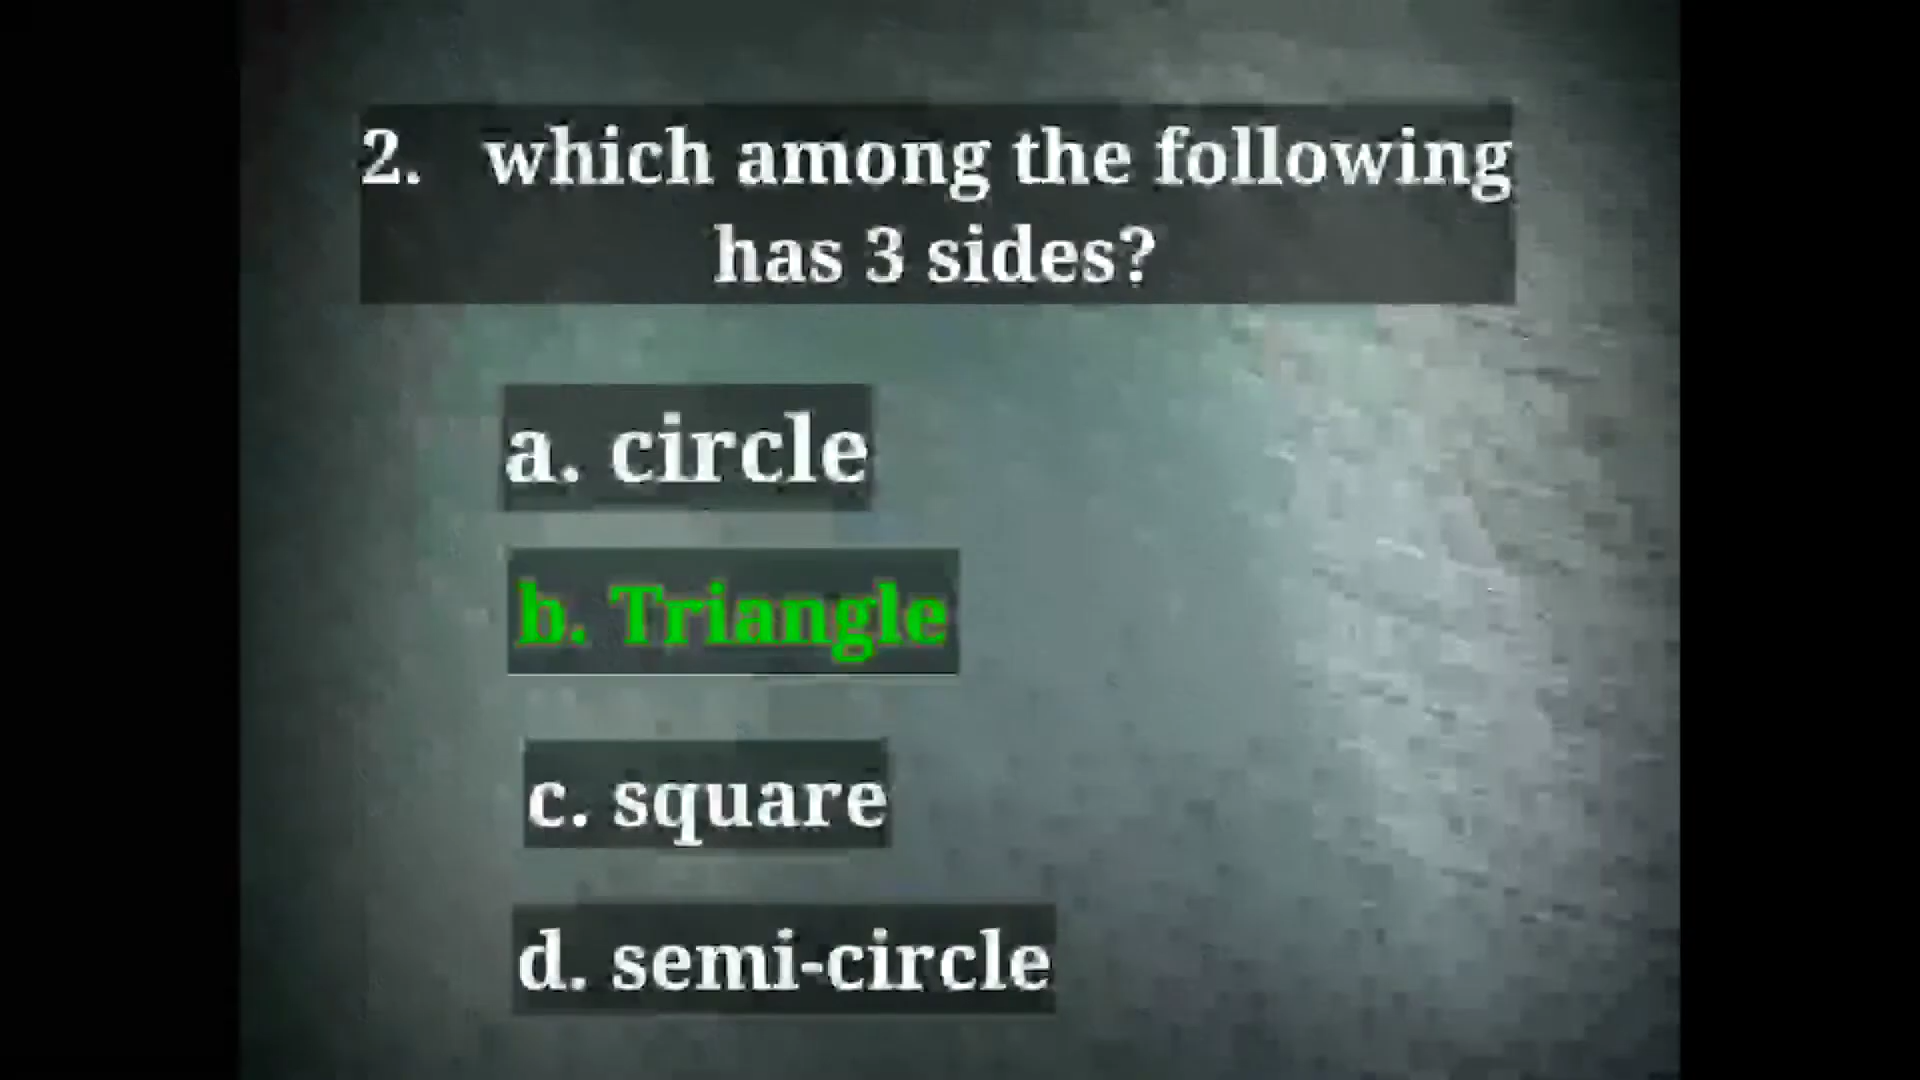 2. which among the following
has 3 sides?
a. circle
b. Triangle
c. square
d. semi-circle